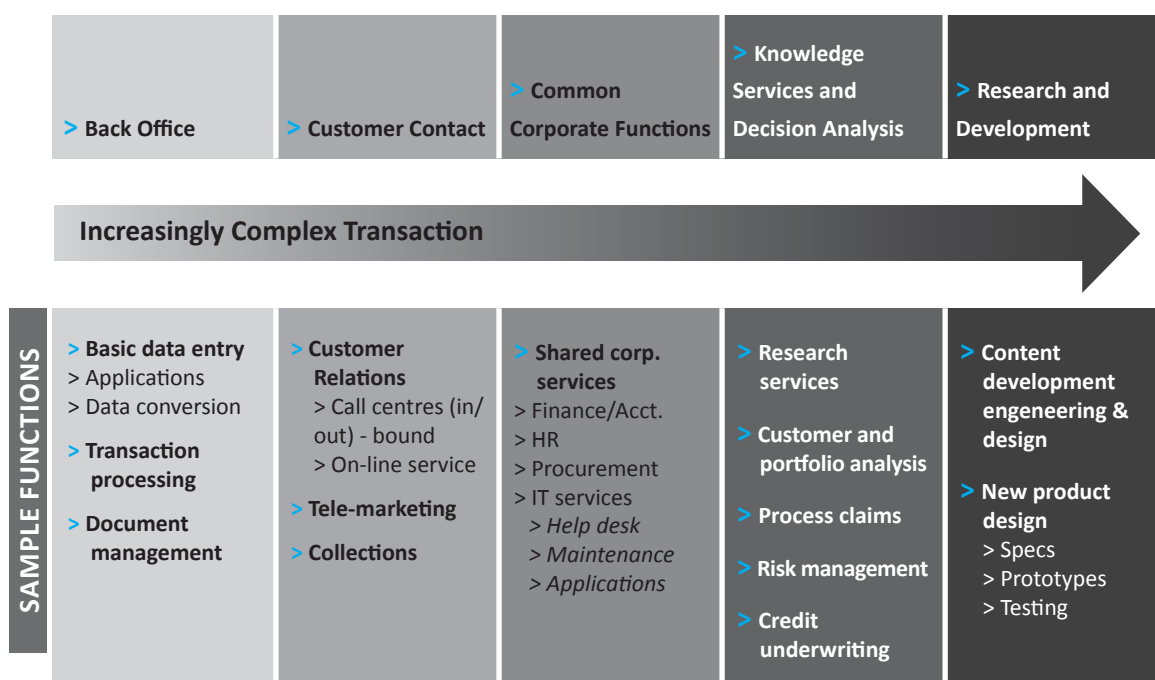 > Back Office
> Customer Contact
> Common
Corporate Functions
> Knowledge
Services and
Decision Analysis
> Research and
Development
Increasingly Complex Transaction
SAMPLE FUNCTIONS
> Basic data entry
> Applications
> Data conversion
> Transaction
processing
> Document
management
> Customer
Relations
> Call centres (in/
out) - bound
> On-line service
> Tele-marketing
> Collections
> Shared corp.
services
> Finance/Acct.
> HR
> Procurement
> IT services
> Help desk
> Maintenance
> Applications
> Research
services
> Customer and
portfolio analysis
> Process claims
> Risk management
> Credit
underwriting
> Content
development
engeneering &
design
> New product
design
> Specs
> Prototypes
> Testing